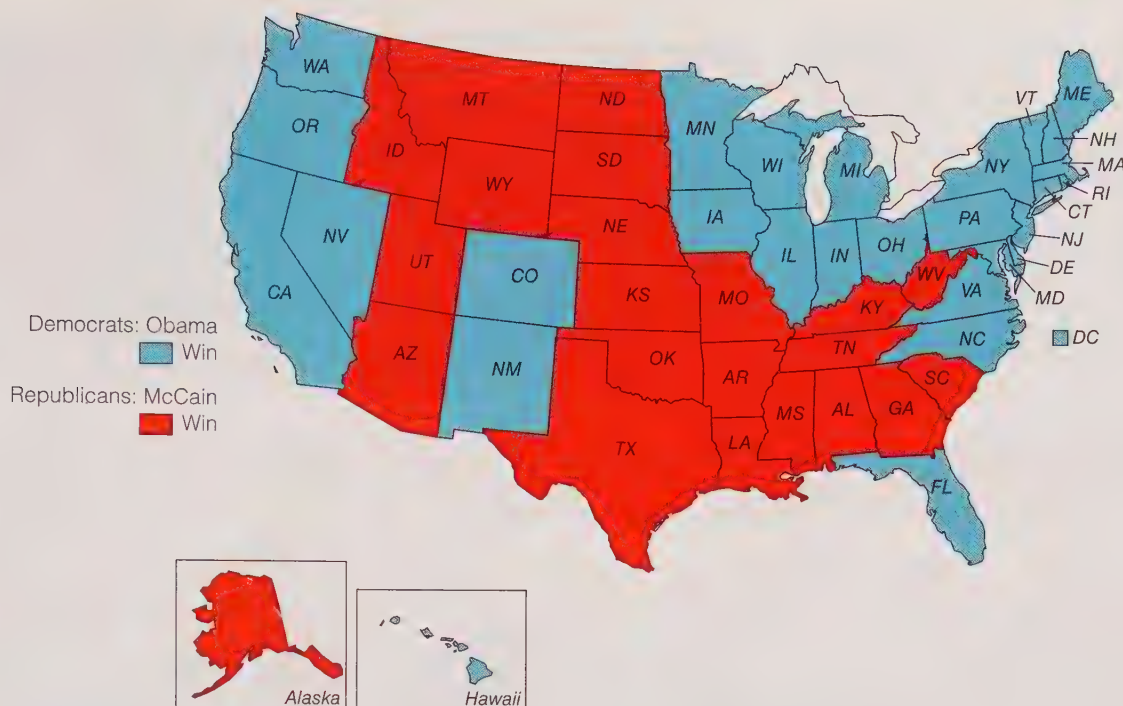 WA
MT
ND
MN
VT
ME
OR
ID
SD
WI
MI
NY
NH
MA
WY
RI
CT
NV
NE
IA
PA
NJ
UT
CO
IL
IN
OH
DE
MD
CA
KS
MO
WV
VA
KY
Democrats: Obama
Win
AZ
NM
OK
AR
TN
NC
DC
Republicans: McCain
Win
SC
MS
AL
GA
TX
LA
FL
Alaska
Hawaii